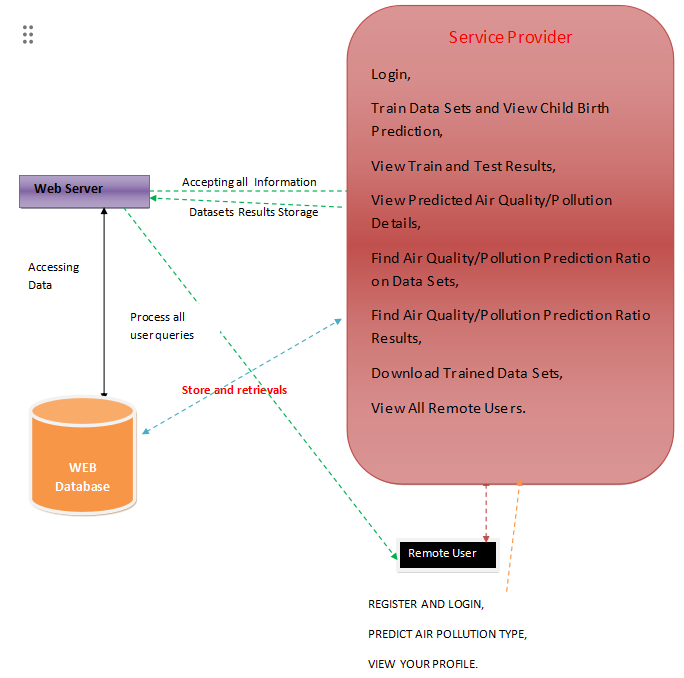 Service Provider
Login,
Train Data Sets and View Child Birth
Prediction,
View Train and Test Results,
View Predicted Air Quality/Pollution
Details,
Find Air Quality/Pollution Prediction Ratio
on Data Sets,
Find Air Quality/Pollution Prediction Ratio
Results,
Download Trained Data Sets,
View All Remote Users.
Web Server
Accepting all Information
Datasets Results Storage
Accessing
Data
Process all
user queries
Store and retrievals
WEB
Database
Remote User
REGISTER AND LOGIN,
PREDICT AIR POLLUTION TYPE,
VIEW YOUR PROFILE.